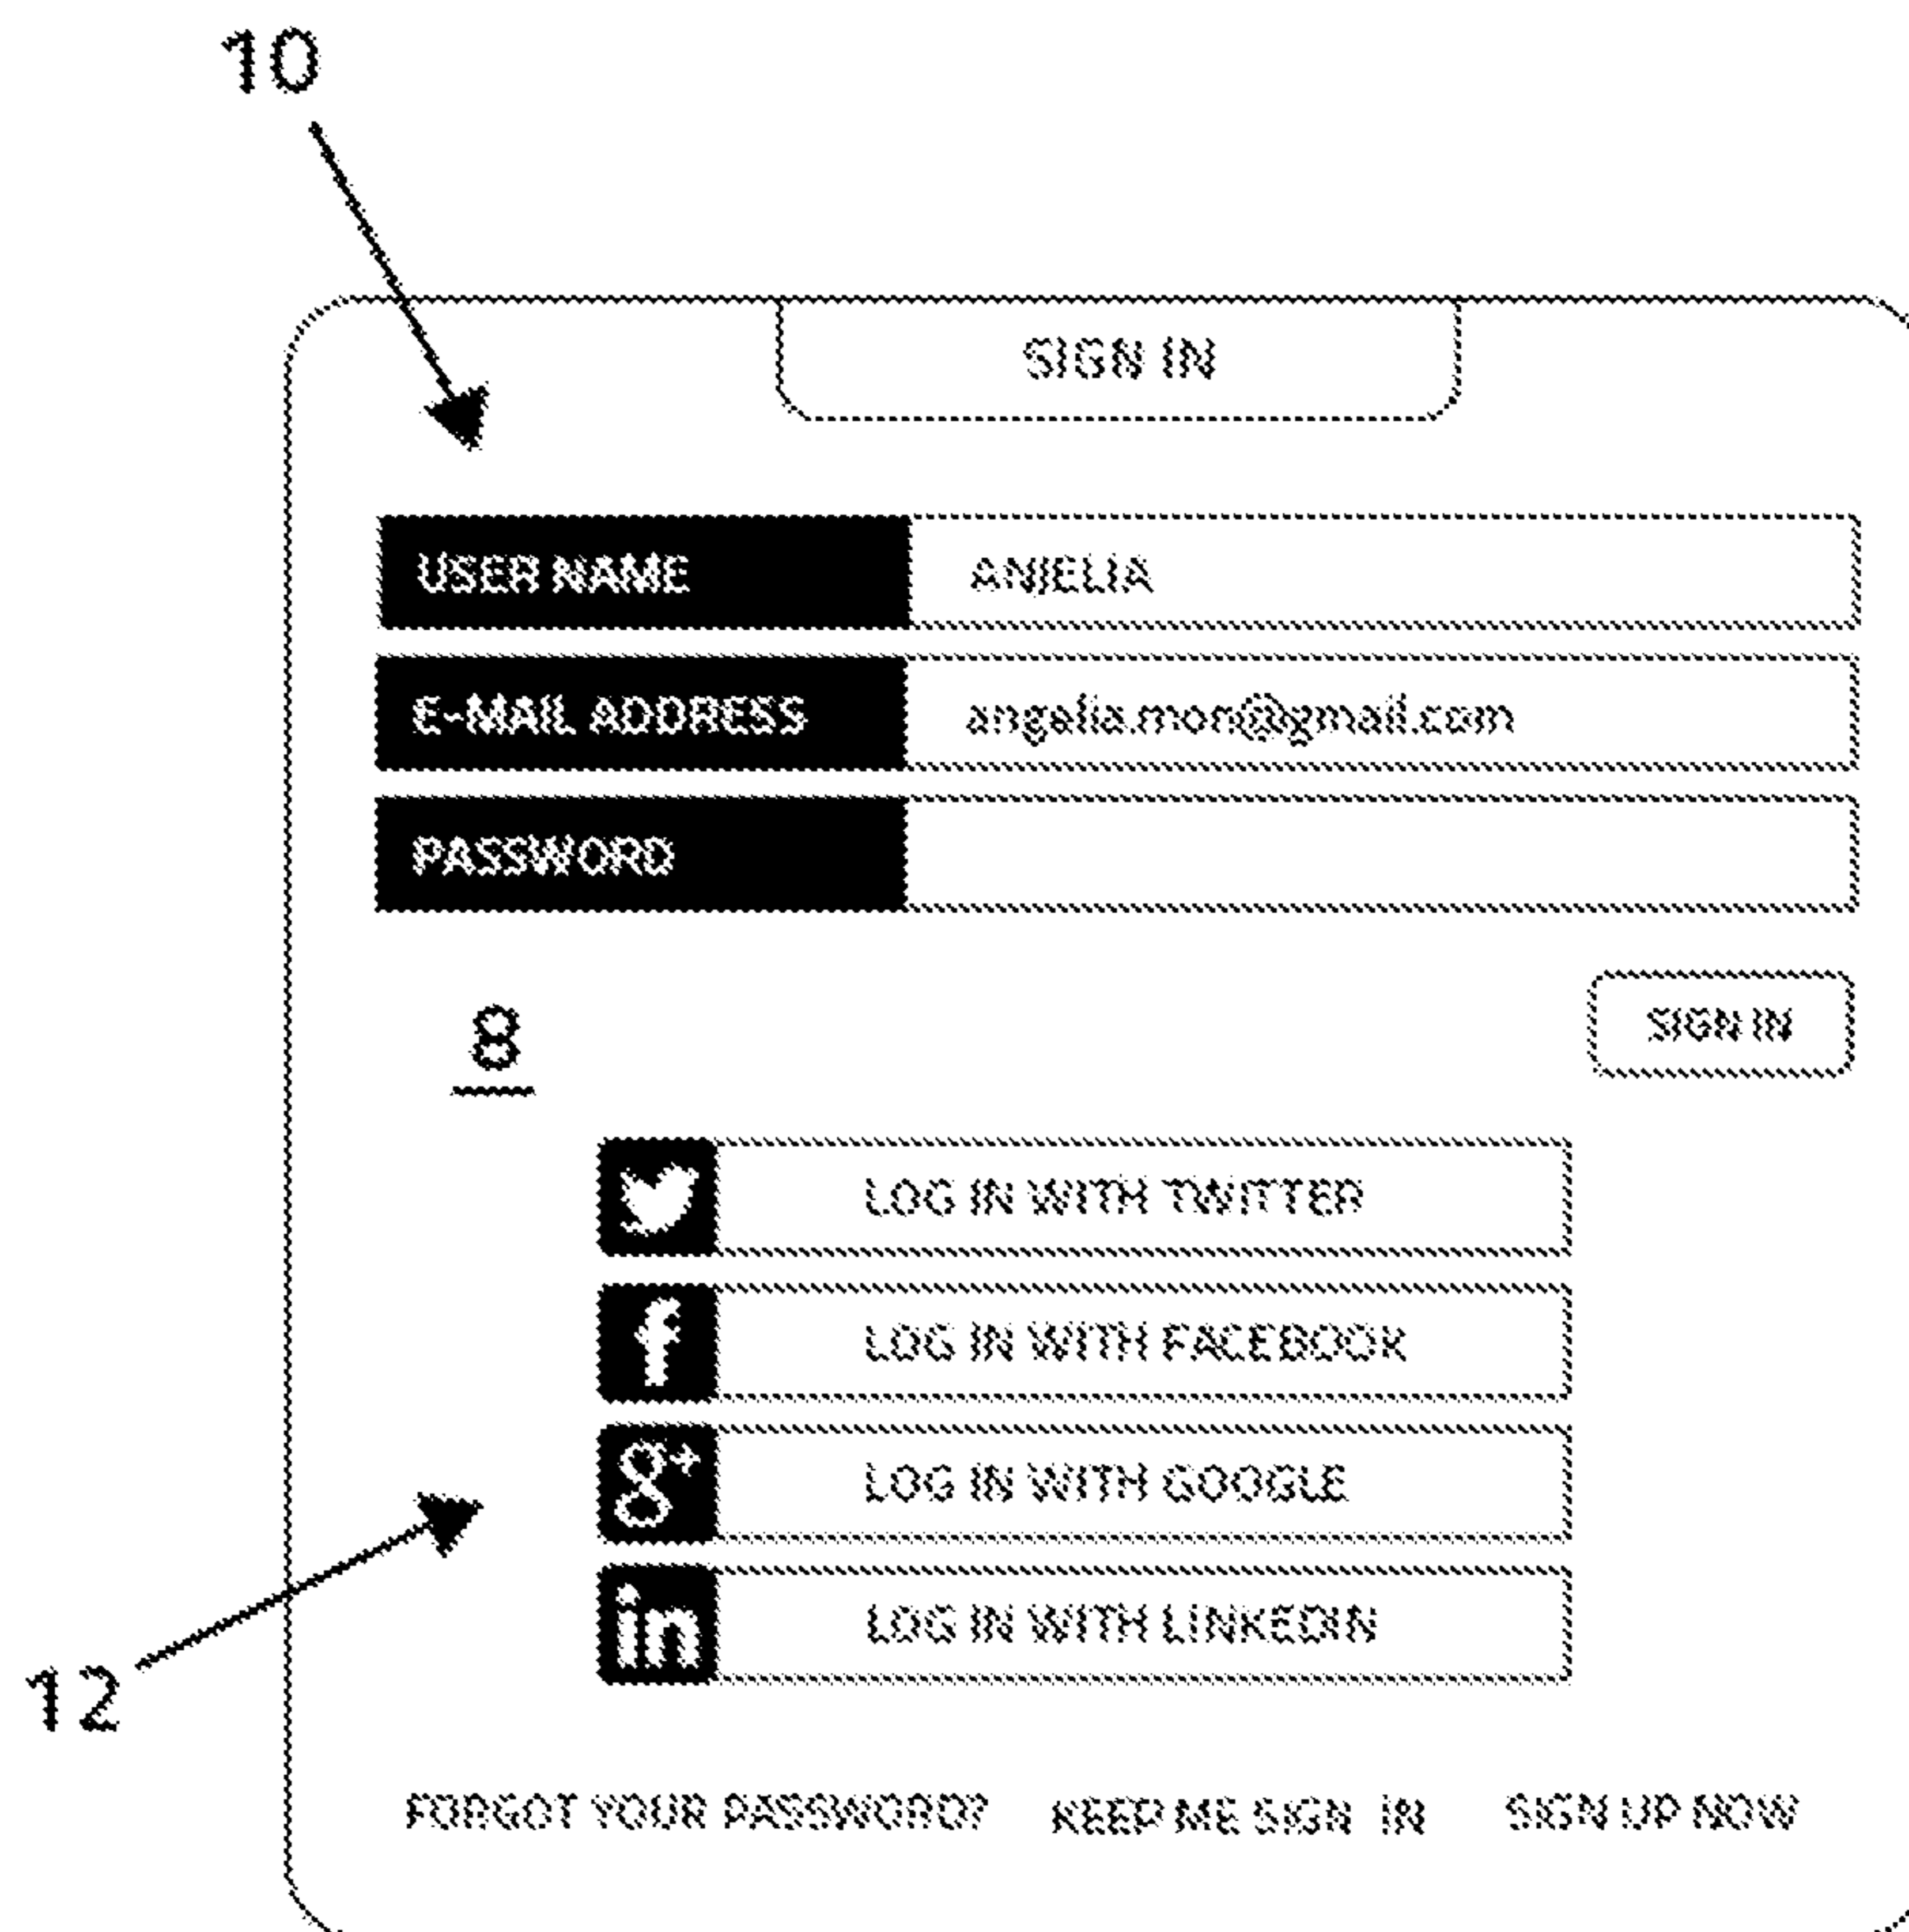 10
SIGN IN
USER NAME ANJELIA
E-MAIL ADDRESS angelia.mon@gmail.com
PASSWORD
8
SIGN IN
LOG IN WITH TWITTER
f LOG IN WITH FACEBOOK
g+ LOG IN WITH GOOGLE
in LOG IN WITH LINKEDIN
12
FORGOT YOUR PASSWORD? KEEP ME SIGN IN SIGN UP NOW